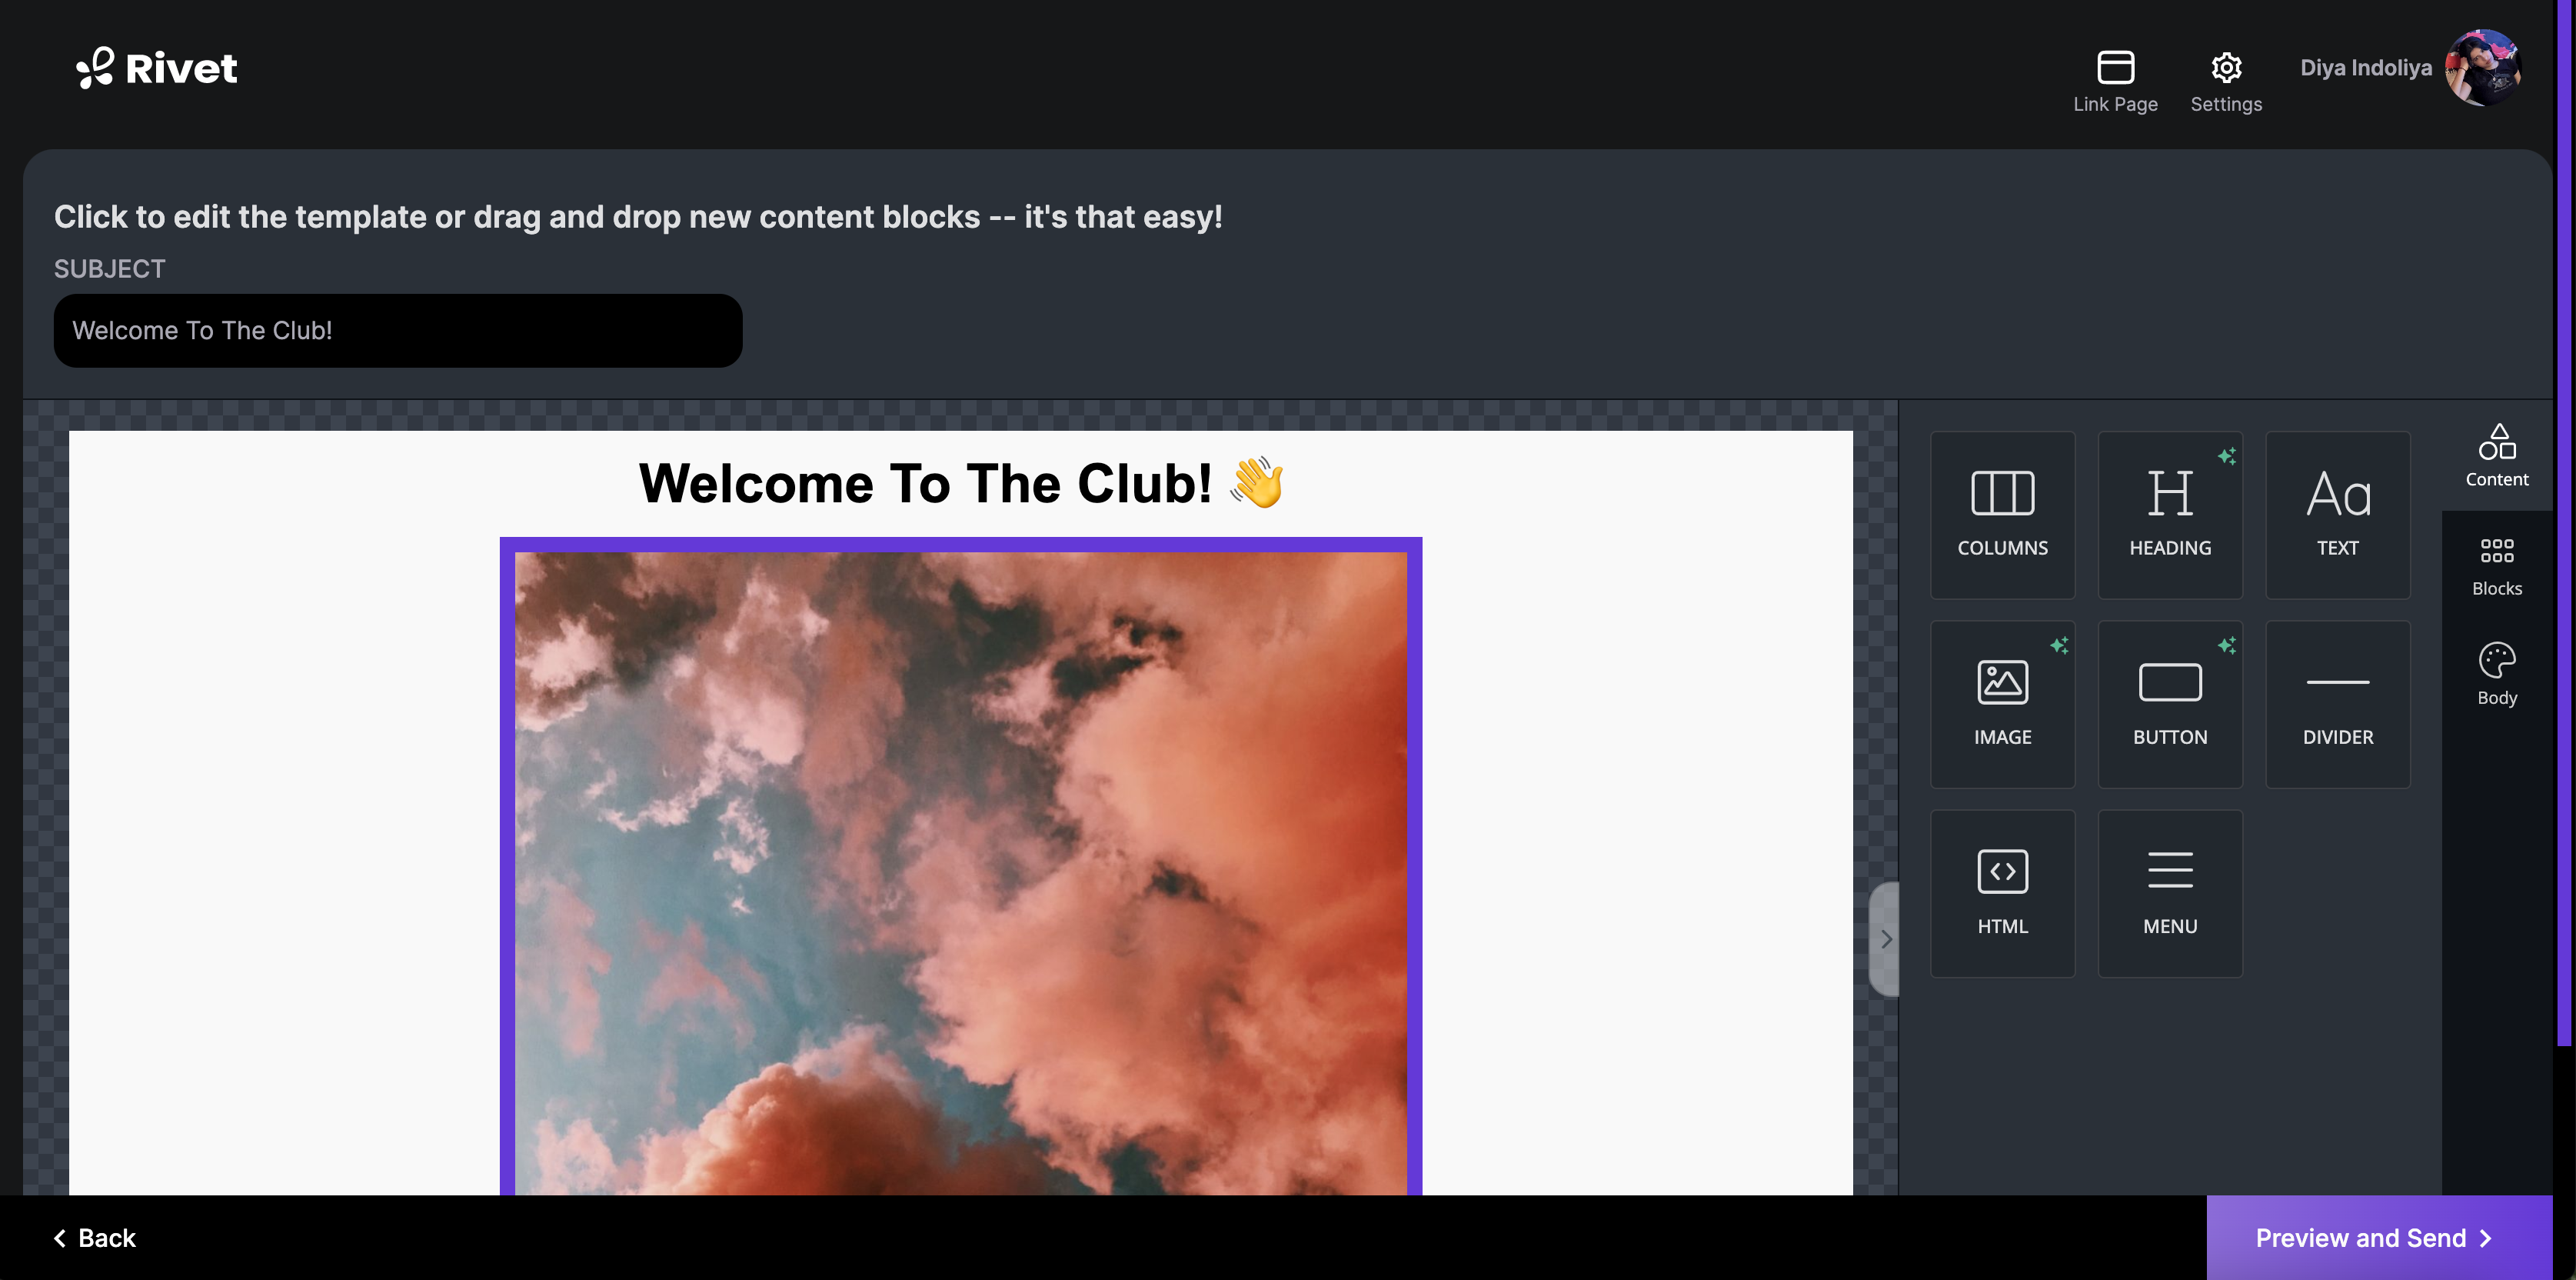 Rivet
Link Page
Settings
Diya Indoliya
Click to edit the template or drag and drop new content blocks -- it's that easy!
SUBJECT
Welcome To The Club!
Welcome To The Club! 👋
COLUMNS
HEADING
TEXT
IMAGE
BUTTON
DIVIDER
HTML
MENU
Content
Blocks
Body
Back
Preview and Send